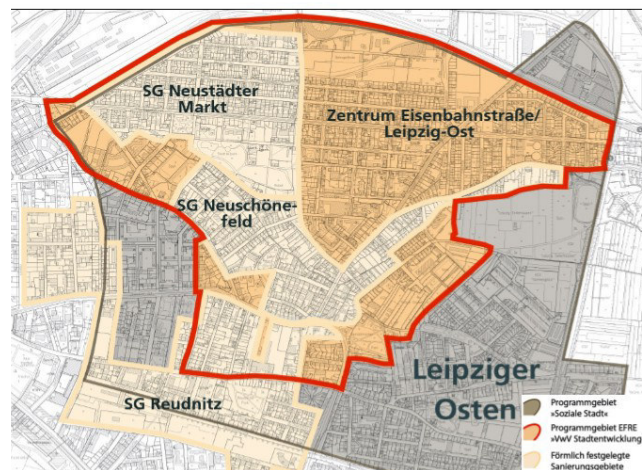 SG Neustädter
Markt
Zentrum Eisenbahnstraße/
Leipzig-Ost
SG Neuschöne-
feld
Leipziger
Osten
SG Reudnitz
Programmgebiet
»Soziale Stadt«
Programmgebiet EFRE
»VwV Stadtentwicklung«
Förmlich festgelegte
Sanierungsgebiete